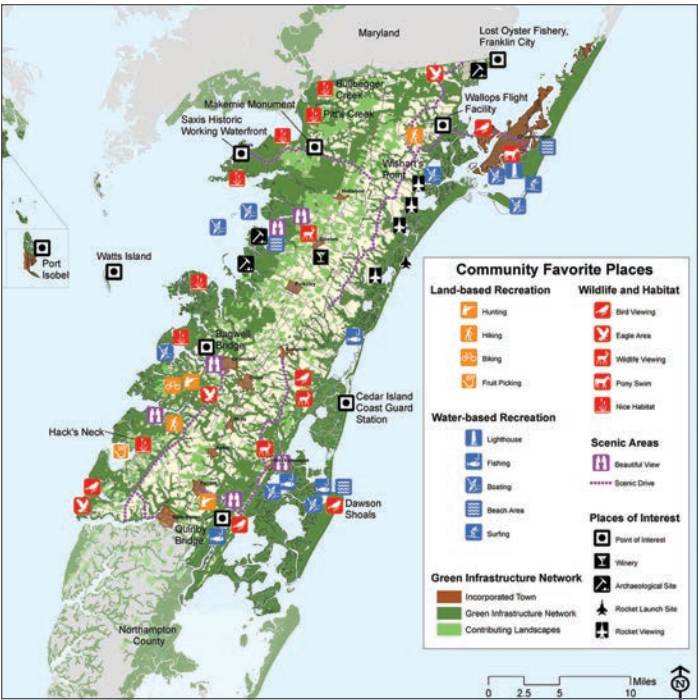 Maryland
Lost Oyster Fishery,
Franklin City
Bullbegger
Creek
Makemie Monument
Pitt's Creek
Wallops Flight
Facility
Saxis Historic
Working Waterfront
Wishart's
Point
Port
Isobel
Watts Island
Bagwell
Bridge
Cedar Island
Coast Guard
Station
Hack's Neck
Dawson
Shoals
Quinby
Bridge
Northampton
County
Community Favorite Places
Land-based Recreation
Hunting
Hiking
Biking
Fruit Picking
Water-based Recreation
Lighthouse
Fishing
Boating
Beach Area
Surfing
Green Infrastructure Network
Incorporated Town
Green Infrastructure Network
Contributing Landscapes
Wildlife and Habitat
Bird Viewing
Eagle Area
Wildlife Viewing
Pony Swim
Nice Habitat
Scenic Areas
Beautiful View
Scenic Drive
Places of Interest
Point of Interest
Winery
Archaeological Site
Rocket Launch Site
Rocket Viewing
Miles
0 2.5 5 10
N